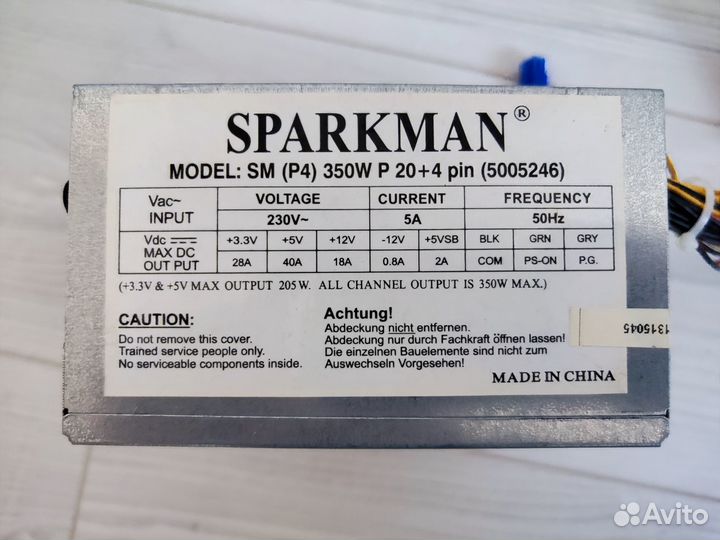 SPARKMAN®
MODEL: SM (P4) 350W P 20+4 pin (5005246)
Vac~ INPUT VOLTAGE CURRENT FREQUENCY
230V~ 5A 50Hz
Vdc MAX DC OUT PUT +3.3V +5V +12V -12V +5VSB BLK GRN GRY
28A 40A 18A 0.8A 2A COM PS-ON P.G.
(+3.3V & +5V MAX OUTPUT 205W. ALL CHANNEL OUTPUT IS 350W MAX.)
CAUTION:
Do not remove this cover.
Trained service people only.
No serviceable components inside.
Achtung!
Abdeckung nicht entfernen.
Abdeckung nur durch Fachkraft öffnen lassen!
Die einzelnen Bauelemente sind nicht zum
Auswechseln Vorgesehen!
MADE IN CHINA
1315045
Avito